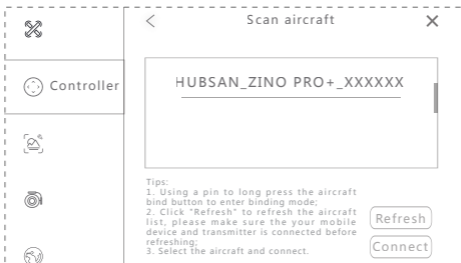 Scan aircraft
Controller
HUBSAN_ZINO PRO+_XXXXXX
Tips:
1. Using a pin to long press the aircraft
bind button to enter binding mode;
2. Click "Refresh" to refresh the aircraft
list, please make sure the your mobile
device and transmitter is connected before
refreshing;
3. Select the aircraft and connect.
Refresh
Connect